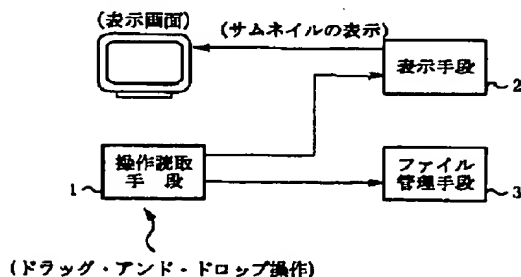 (表示画面)
(サムネイルの表示)
表示手段
2
操作読取
手 段
1
ファイル
管理手段
3
(ドラッグ・アンド・ドロップ操作)